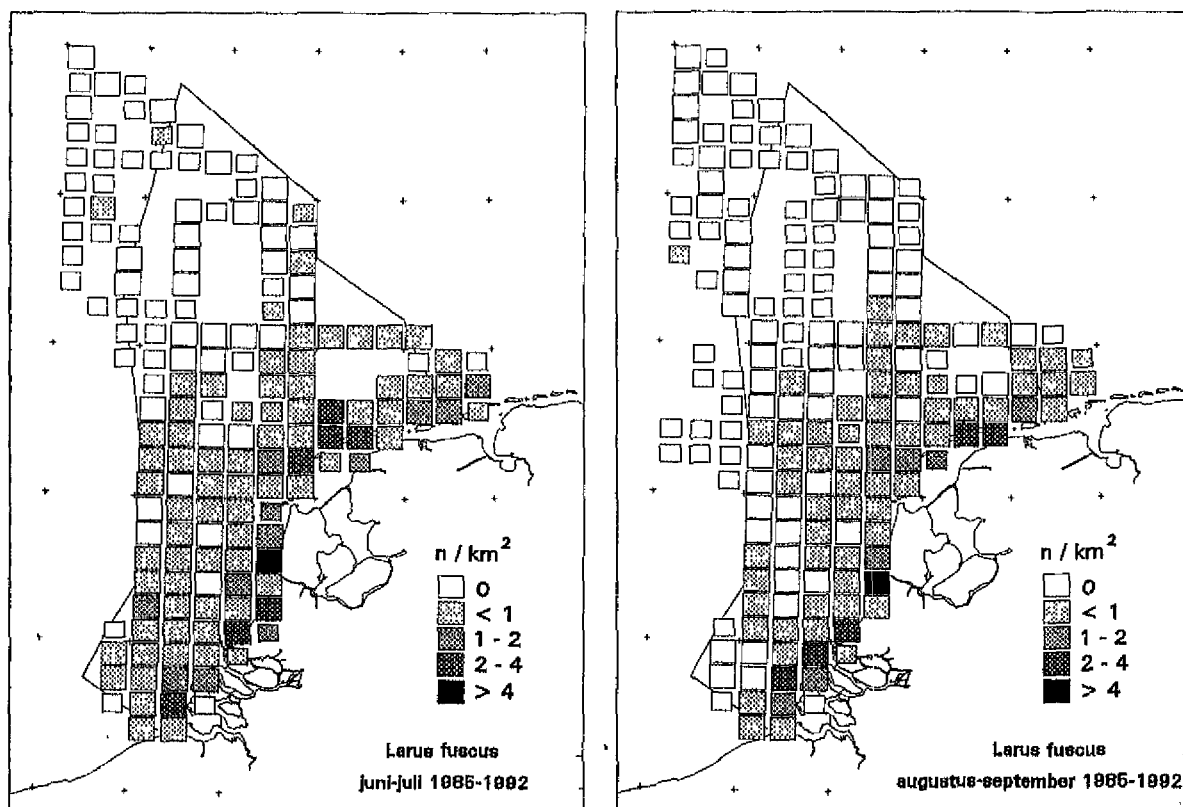 n / km²
0
< 1
1 - 2
2 - 4
> 4
Larus fuscus
juni-juli 1985-1992
n / km²
0
< 1
1 - 2
2 - 4
> 4
Larus fuscus
augustus-september 1985-1992